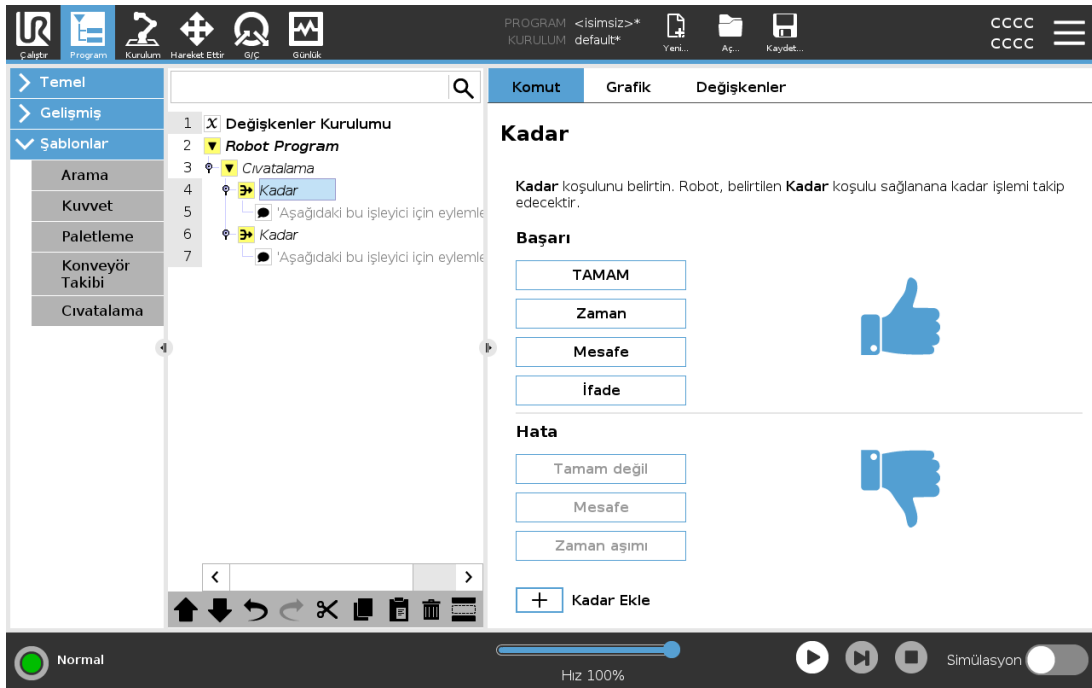 PROGRAM <isimsiz>*
KURULUM default*
Çalıştır
Program
Kurulum
Hareket Ettir
G/Ç
Günlük
Yeni...
Aç...
Kaydet...
CCCC
CCCC
Temel
Gelişmiş
Şablonlar
Arama
Kuvvet
Paletleme
Konveyör
Takibi
Cıvatalama
1 x Değişkenler Kurulumu
2 Robot Program
3 Cıvatalama
4 Kadar
5 'Aşağıdaki bu işleyici için eylemle
6 Kadar
7 'Aşağıdaki bu işleyici için eylemle
Komut
Grafik
Değişkenler
Kadar
Kadar koşulunu belirtin. Robot, belirtilen Kadar koşulu sağlanana kadar işlemi takip
edecektir.
Başarı
TAMAM
Zaman
Mesafe
İfade
Hata
Tamam değil
Mesafe
Zaman aşımı
+ Kadar Ekle
Normal
Hız 100%
Simülasyon